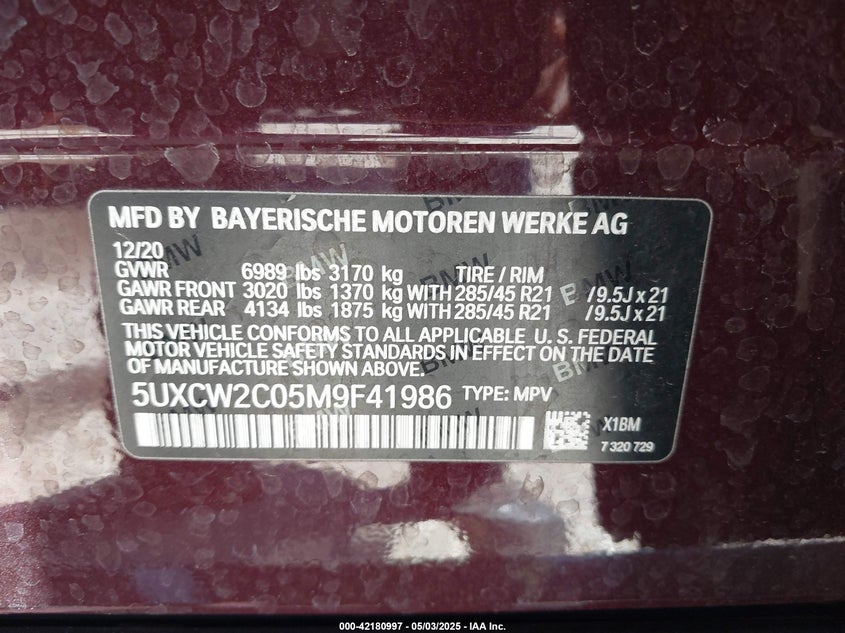 MFD BY BAYERISCHE MOTOREN WERKE AG
12/20
GVWR 6989 lbs 3170 kg TIRE / RIM
GAWR FRONT 3020 lbs 1370 kg WITH 285/45 R21 /9.5J x 21
GAWR REAR 4134 lbs 1875 kg WITH 285/45 R21 /9.5J x 21
THIS VEHICLE CONFORMS TO ALL APPLICABLE U. S. FEDERAL
MOTOR VEHICLE SAFETY STANDARDS IN EFFECT ON THE DATE
OF MANUFACTURE SHOWN ABOVE.
5UXCW2C05M9F41986 TYPE: MPV
X1BM
7 320 729
000-42180997 - 05/03/2025 - IAA Inc.